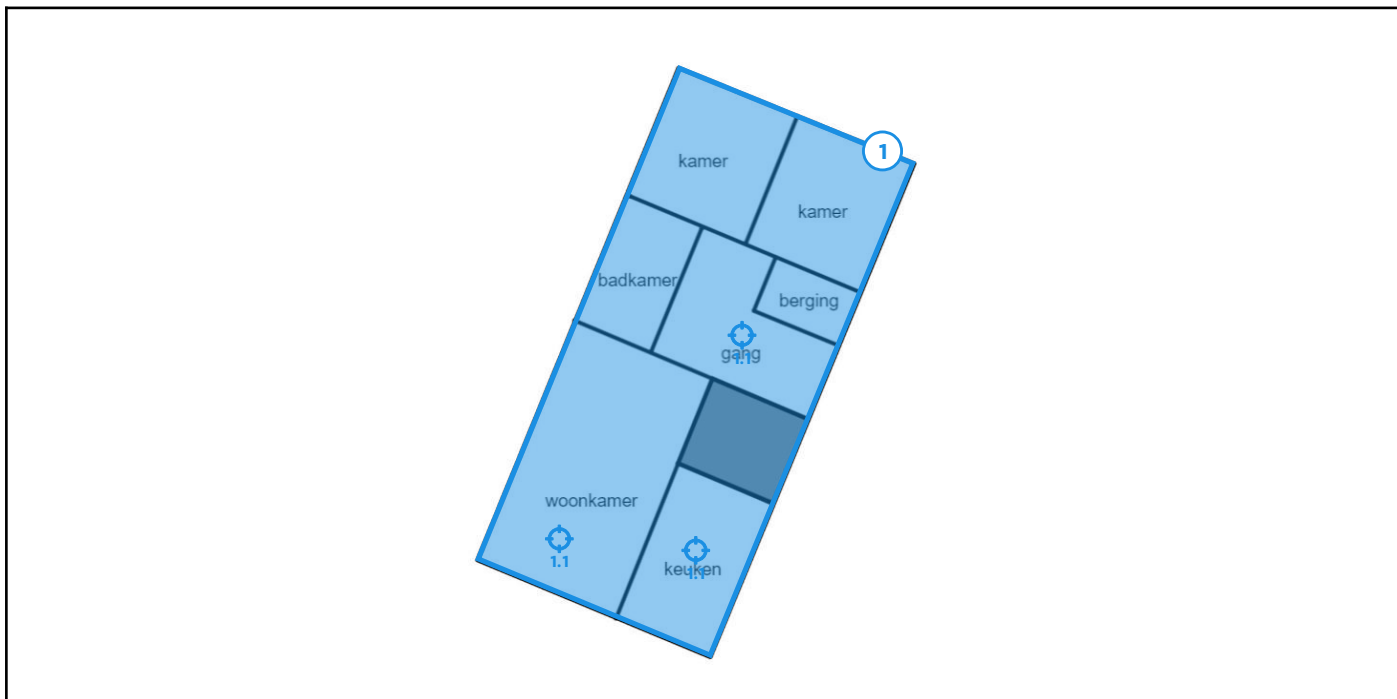 1
kamer
kamer
badkamer
berging
gang
1.1
woonkamer
1.1
keuken
1.1